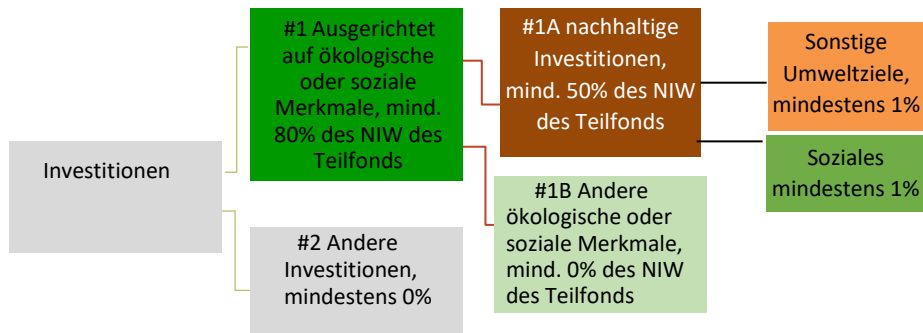 Investitionen
#1 Ausgerichtet
auf ökologische
oder soziale
Merkmale, mind.
80% des NIW des
Teilfonds
#2 Andere
Investitionen,
mindestens 0%
#1A nachhaltige
Investitionen,
mind. 50% des NIW
des Teilfonds
#1B Andere
ökologische oder
soziale Merkmale,
mind. 0% des NIW
des Teilfonds
Sonstige
Umweltziele,
mindestens 1%
Soziales
mindestens 1%